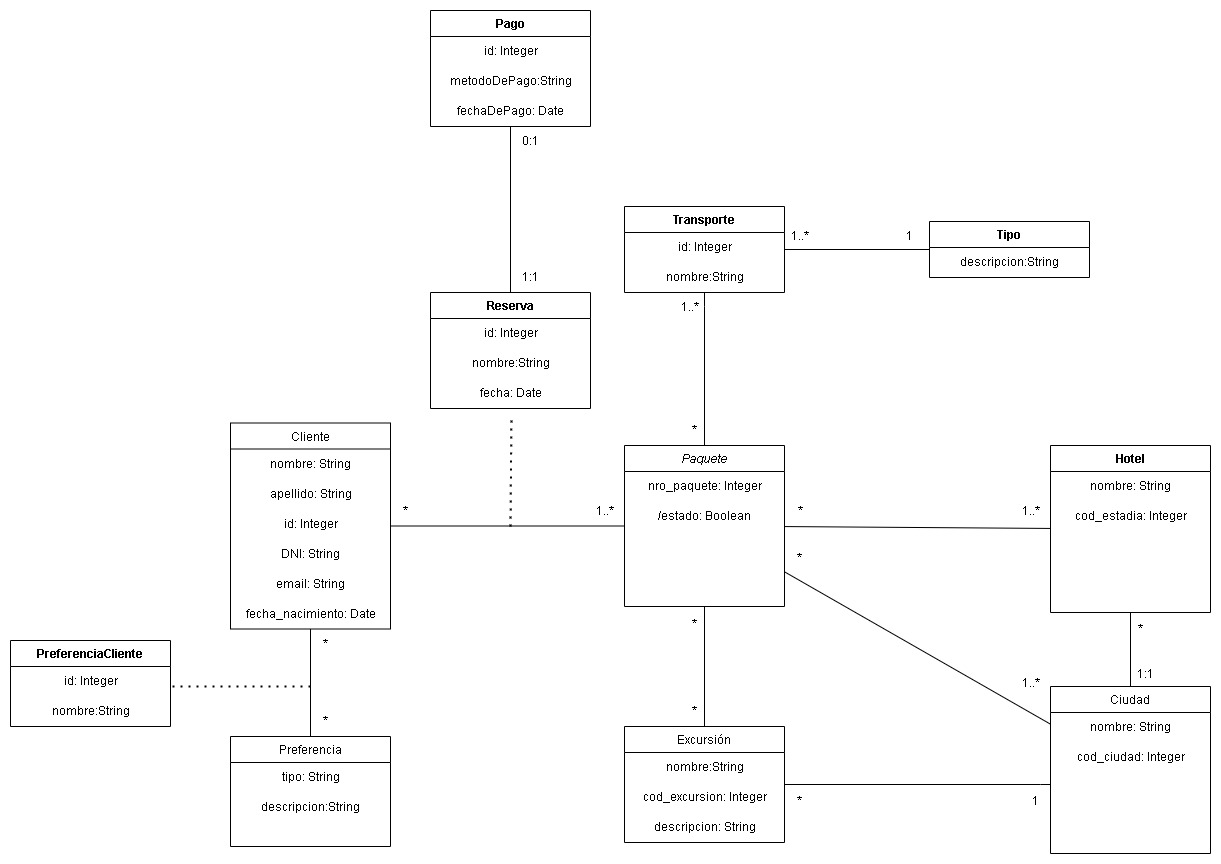 Pago
id: Integer
metodoDePago:String
fechaDePago: Date
0:1
1:1
Reserva
id: Integer
nombre:String
fecha: Date
Transporte
id: Integer
nombre:String
1..*
1
Tipo
descripcion:String
1..*
*
Cliente
nombre: String
apellido: String
id: Integer
DNI: String
email: String
fecha_nacimiento: Date
*
1..*
Paquete
nro_paquete: Integer
/estado: Boolean
*
1..*
*
1..*
Hotel
nombre: String
cod_estadia: Integer
*
1:1
PreferenciaCliente
id: Integer
nombre:String
*
*
Preferencia
tipo: String
descripcion:String
*
*
Excursión
nombre:String
cod_excursion: Integer
descripcion: String
*
1
Ciudad
nombre: String
cod_ciudad: Integer